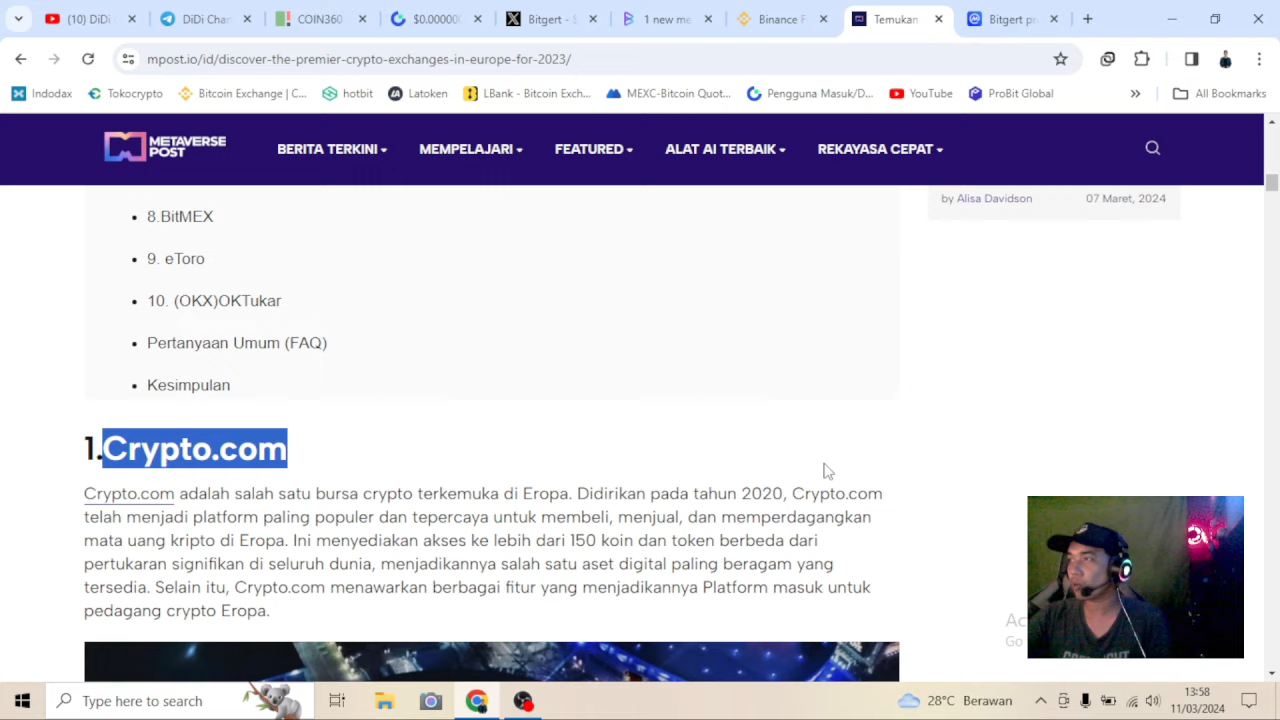 (10) DiDi
DiDi Chan
COIN360
$0.00000
Bitgert - S
1 new me
Binance F
Temukan
Bitgert pr
mpost.io/id/discover-the-premier-crypto-exchanges-in-europe-for-2023/
Indodax
Tokocrypto
Bitcoin Exchange | C...
hotbit
Latoken
LBank - Bitcoin Exch...
MEXC-Bitcoin Quot...
Pengguna Masuk/D...
YouTube
ProBit Global
All Bookmarks
METAVERSE
POST
BERITA TERKINI
MEMPELAJARI
FEATURED
ALAT AI TERBAIK
REKAYASA CEPAT
by Alisa Davidson
07 Maret, 2024
8.BitMEX
9. eToro
10. (OKX)OKTukar
Pertanyaan Umum (FAQ)
Kesimpulan
1.Crypto.com
Crypto.com adalah salah satu bursa crypto terkemuka di Eropa. Didirikan pada tahun 2020, Crypto.com
telah menjadi platform paling populer dan tepercaya untuk membeli, menjual, dan memperdagangkan
mata uang kripto di Eropa. Ini menyediakan akses ke lebih dari 150 koin dan token berbeda dari
pertukaran signifikan di seluruh dunia, menjadikannya salah satu aset digital paling beragam yang
tersedia. Selain itu, Crypto.com menawarkan berbagai fitur yang menjadikannya Platform masuk untuk
pedagang crypto Eropa.
Ac
Go
Type here to search
28°C Berawan
13:58
11/03/2024